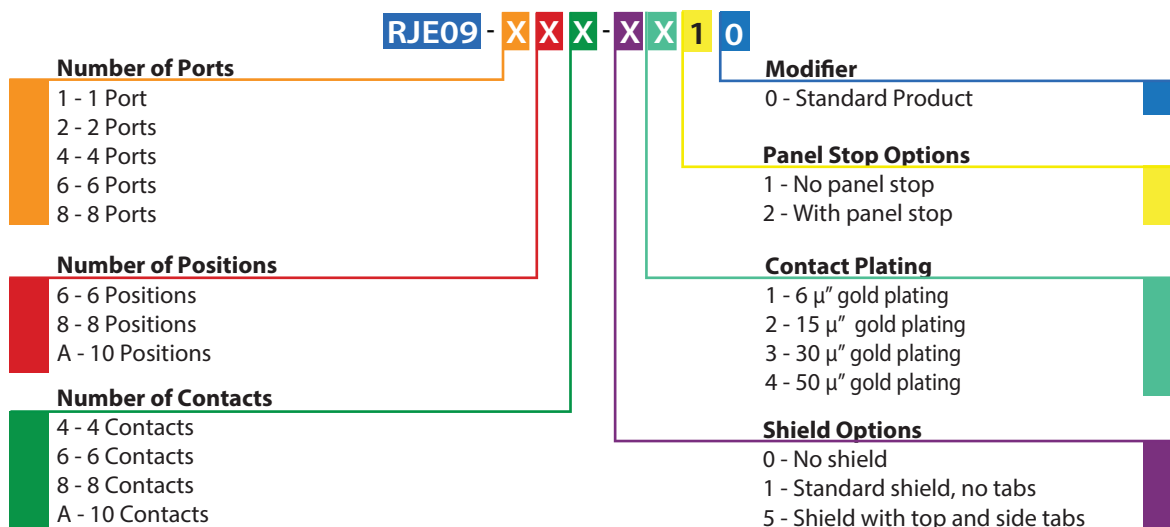 RJE09 - X X X - X X 1 0
Number of Ports
1 - 1 Port
2 - 2 Ports
4 - 4 Ports
6 - 6 Ports
8 - 8 Ports
Number of Positions
6 - 6 Positions
8 - 8 Positions
A - 10 Positions
Number of Contacts
4 - 4 Contacts
6 - 6 Contacts
8 - 8 Contacts
A - 10 Contacts
Modifier
0 - Standard Product
Panel Stop Options
1 - No panel stop
2 - With panel stop
Contact Plating
1 - 6 µ” gold plating
2 - 15 µ” gold plating
3 - 30 µ” gold plating
4 - 50 µ” gold plating
Shield Options
0 - No shield
1 - Standard shield, no tabs
5 - Shield with top and side tabs